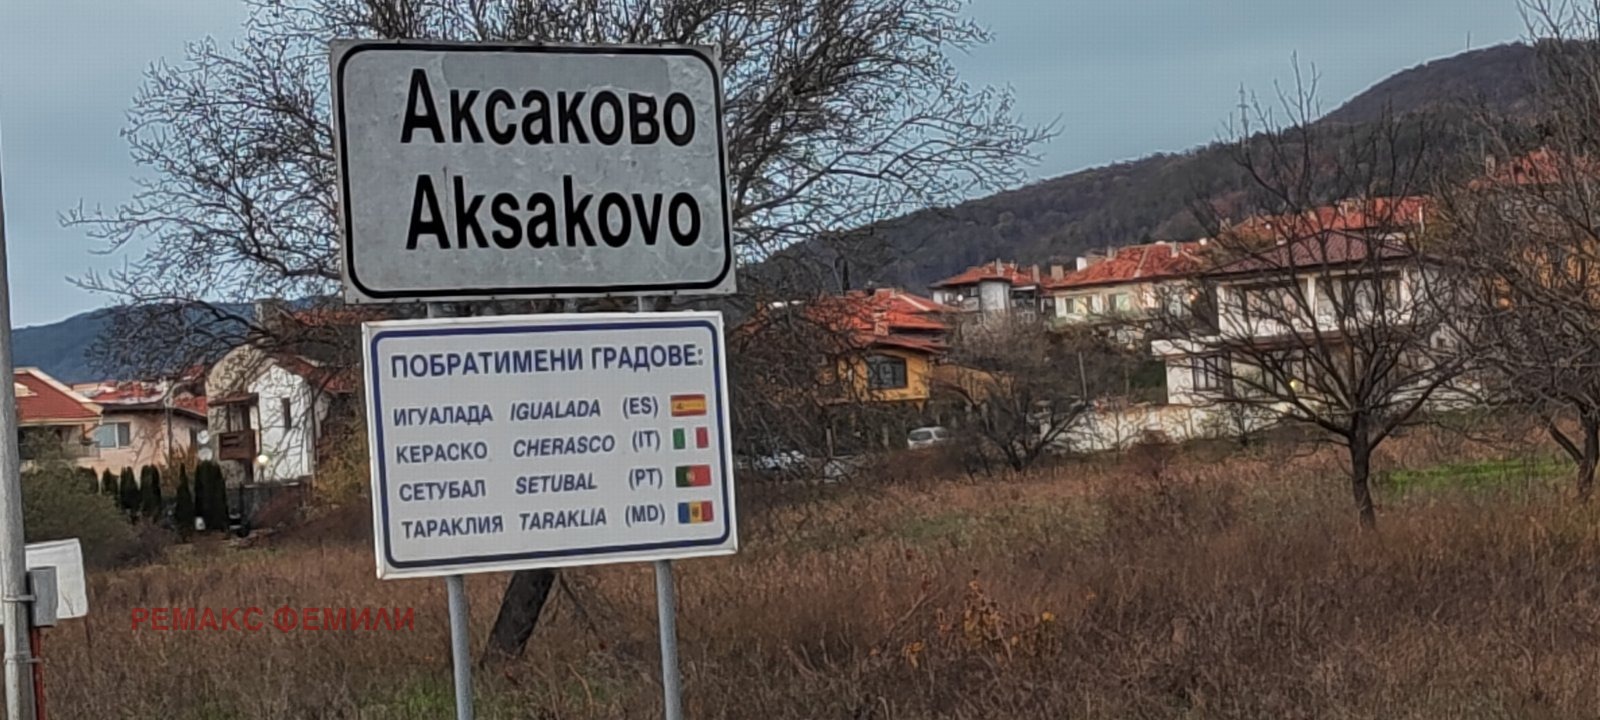 Аксаково
Aksakovo
ПОБРАТИМЕНИ ГРАДОВЕ:
ИГУАЛАДА IGUALADA (ES)
КЕРАСКО CHERASCO (IT)
СЕТУБАЛ SETUBAL (PT)
ТАРАКЛИЯ TARAKLIA (MD)
РЕМАКС ФЕМИЛИ